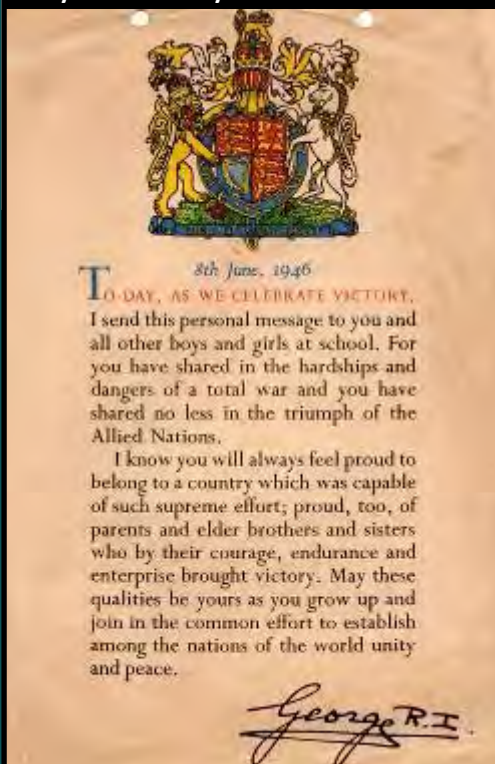 8th June, 1946
TO-DAY, AS WE CELEBRATE VICTORY,
I send this personal message to you and
all other boys and girls at school. For
you have shared in the hardships and
dangers of a total war and you have
shared no less in the triumph of the
Allied Nations.
I know you will always feel proud to
belong to a country which was capable
of such supreme effort; proud, too, of
parents and elder brothers and sisters
who by their courage, endurance and
enterprise brought victory. May these
qualities be yours as you grow up and
join in the common effort to establish
among the nations of the world unity
and peace.
George R.I.